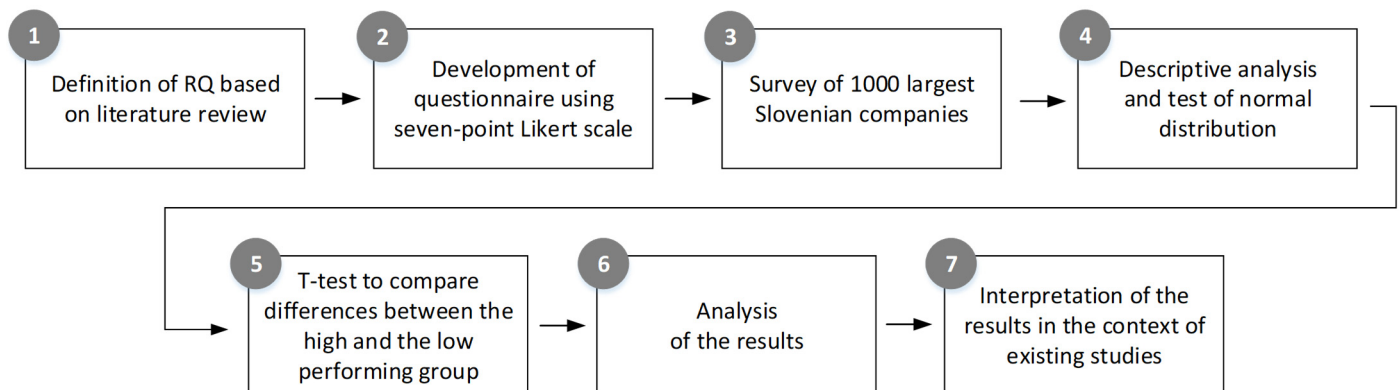 1
Definition of RQ based
on literature review
2
Development of
questionnaire using
seven-point Likert scale
3
Survey of 1000 largest
Slovenian companies
4
Descriptive analysis
and test of normal
distribution
5
T-test to compare
differences between the
high and the low
performing group
6
Analysis
of the results
7
Interpretation of the
results in the context of
existing studies